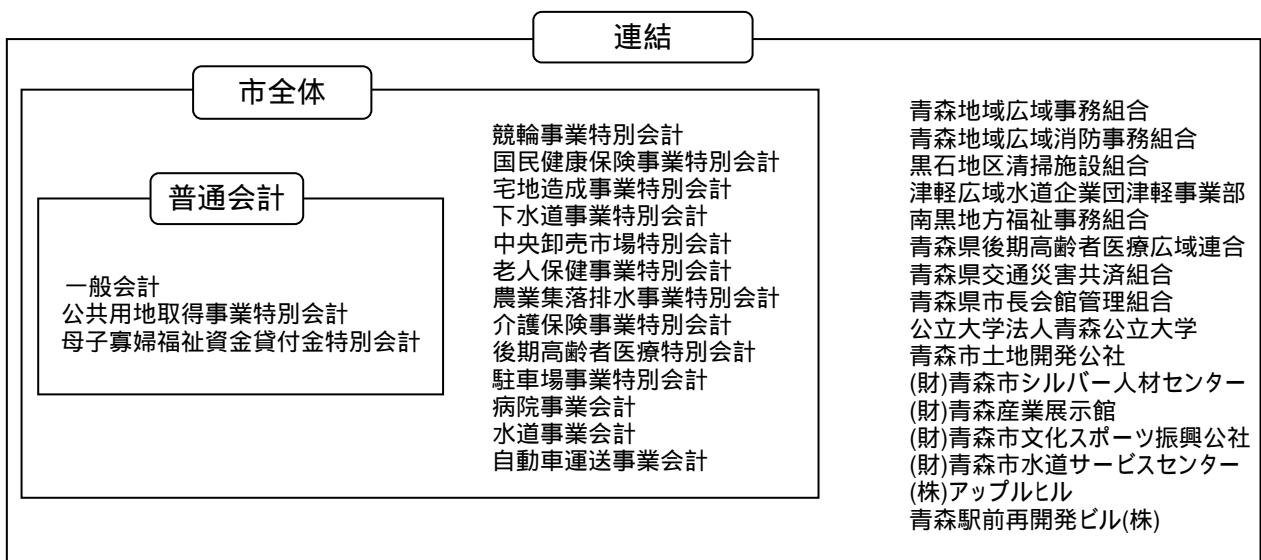 連結
市全体
普通会計
一般会計
公共用地取得事業特別会計
母子寡婦福祉資金貸付金特別会計
競輪事業特別会計
国民健康保険事業特別会計
宅地造成事業特別会計
下水道事業特別会計
中央卸売市場特別会計
老人保健事業特別会計
農業集落排水事業特別会計
介護保険事業特別会計
後期高齢者医療特別会計
駐車場事業特別会計
病院事業会計
水道事業会計
自動車運送事業会計
青森地域広域事務組合
青森地域広域消防事務組合
黒石地区清掃施設組合
津軽広域水道企業団津軽事業部
南黒地方福祉事務組合
青森県後期高齢者医療広域連合
青森県交通災害共済組合
青森県市長会館管理組合
公立大学法人青森公立大学
青森市土地開発公社
(財)青森市シルバー人材センター
(財)青森産業展示館
(財)青森市文化スポーツ振興公社
(財)青森市水道サービスセンター
(株)アップルヒル
青森駅前再開発ビル(株)